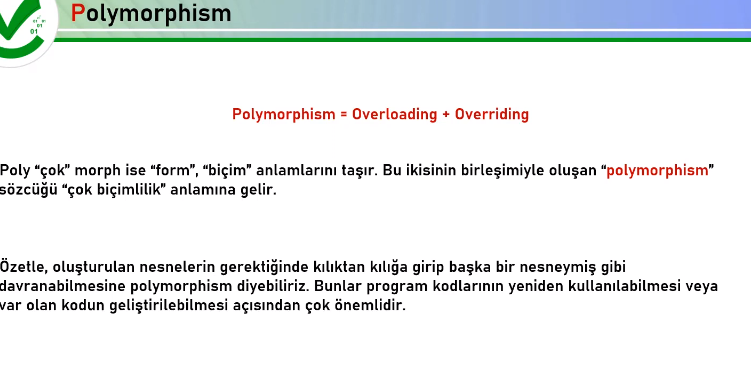 Polymorphism
Polymorphism = Overloading + Overriding
Poly “çok” morph ise “form”, “biçim” anlamlarını taşır. Bu ikisinin birleşimiyle oluşan “polymorphism”
sözcüğü “çok biçimlilik” anlamına gelir.
Özetle, oluşturulan nesnelerin gerektiğinde kılıktan kılığa girip başka bir nesneymiş gibi
davranabilmesine polymorphism diyebiliriz. Bunlar program kodlarının yeniden kullanılabilmesi veya
var olan kodun geliştirilebilmesi açısından çok önemlidir.